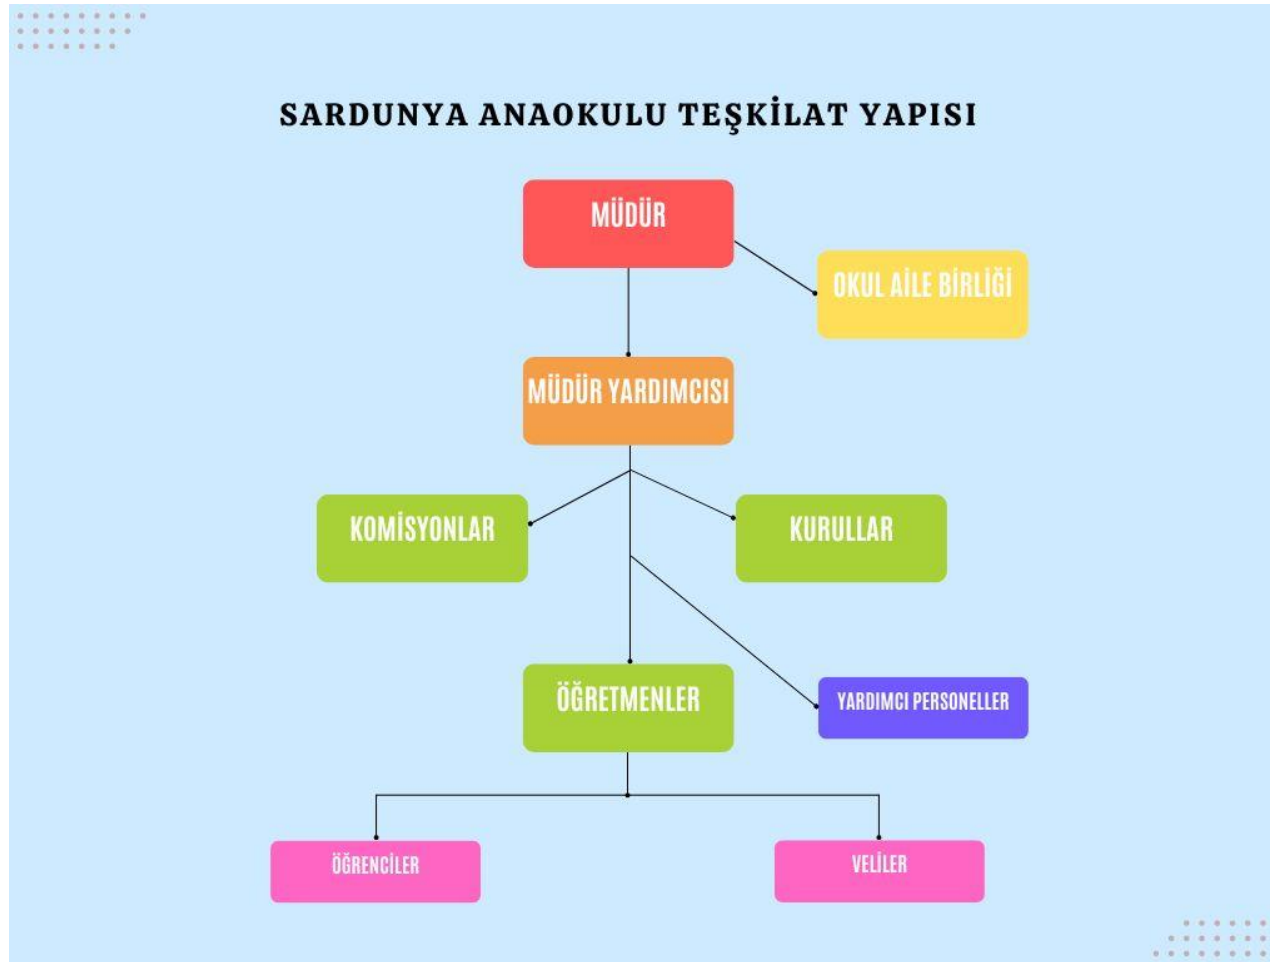 SARDUNYA ANAOKULU TEŞKİLAT YAPISI
MÜDÜR
OKUL AİLE BİRLİĞİ
MÜDÜR YARDIMCISI
KOMİSYONLAR
KURULLAR
ÖĞRETMENLER
YARDIMCI PERSONELLER
ÖĞRENCİLER
VELİLER